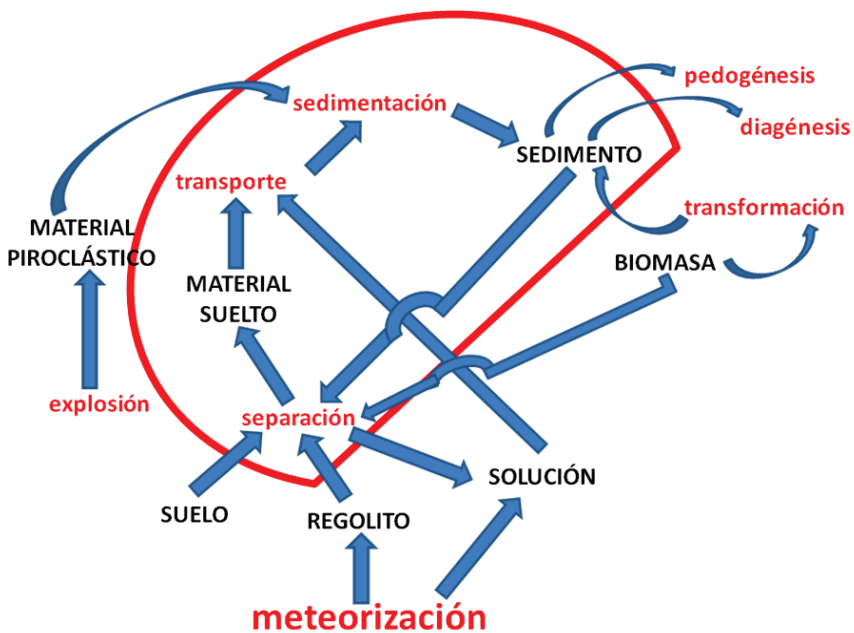 pedogénesis
sedimentación
diagénesis
SEDIMENTO
transporte
transformación
MATERIAL
PIROCLÁSTICO
BIOMASA
MATERIAL
SUELTO
explosión
separación
SOLUCIÓN
SUELO
REGOLITO
meteorización